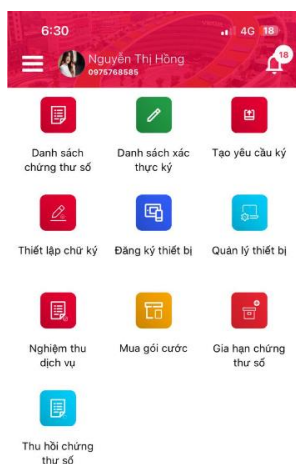 6:30
4G 18
Nguyễn Thị Hồng
0975768585
18
Danh sách
chứng thư số
Danh sách xác
thực ký
Tạo yêu cầu ký
Thiết lập chữ ký
Đăng ký thiết bị
Quản lý thiết bị
Nghiệm thu
dịch vụ
Mua gói cước
Gia hạn chứng
thư số
Thu hồi chứng
thư số